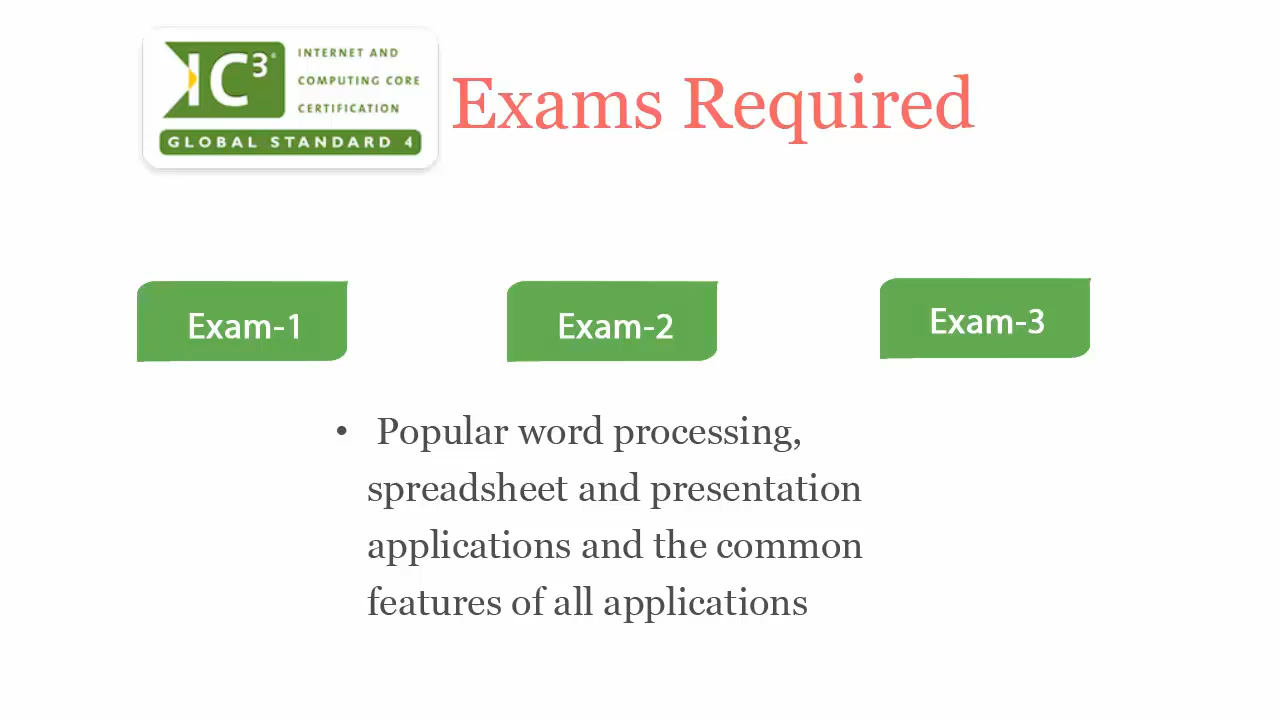 IC3®
INTERNET AND
COMPUTING CORE
CERTIFICATION
GLOBAL STANDARD 4
Exams Required
Exam-1
Exam-2
Exam-3
• Popular word processing,
spreadsheet and presentation
applications and the common
features of all applications